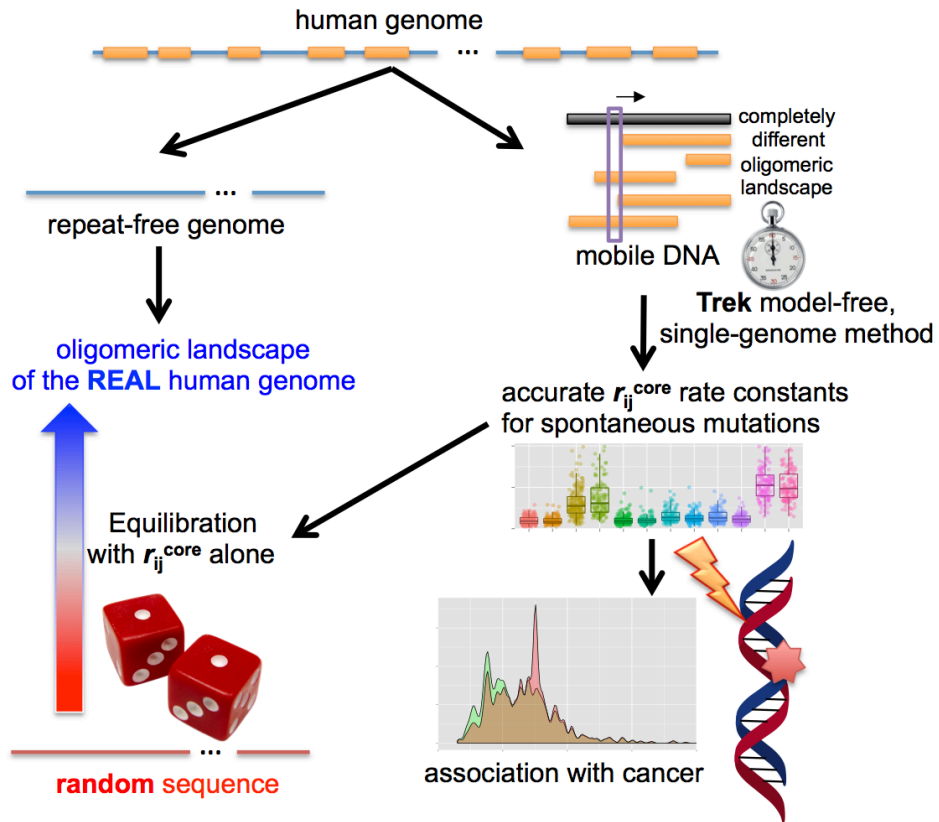 human genome
...
...
completely
different
oligomeric
landscape
repeat-free genome
mobile DNA
Trek model-free,
single-genome method
oligomeric landscape
of the REAL human genome
accurate rijcore rate constants
for spontaneous mutations
Equilibration
with rijcore alone
...
random sequence
association with cancer